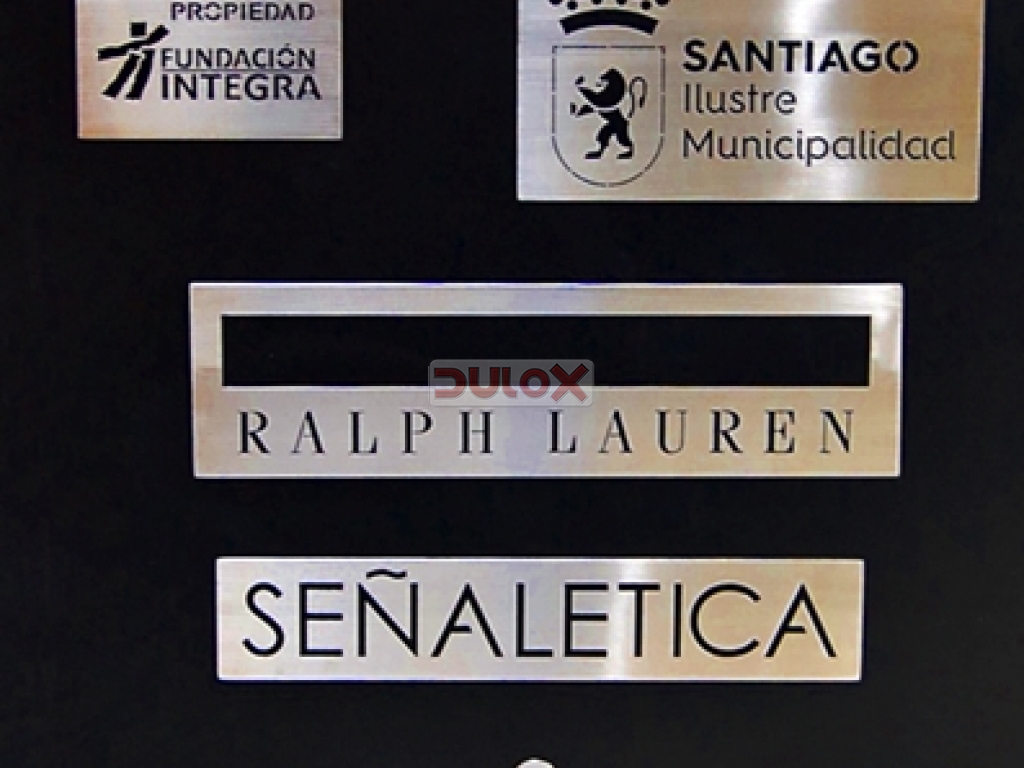 PROPIEDAD
FUNDACIÓN
INTEGRA
SANTIAGO
Ilustre
Municipalidad
DULOX
RALPH LAUREN
SEÑALETICA